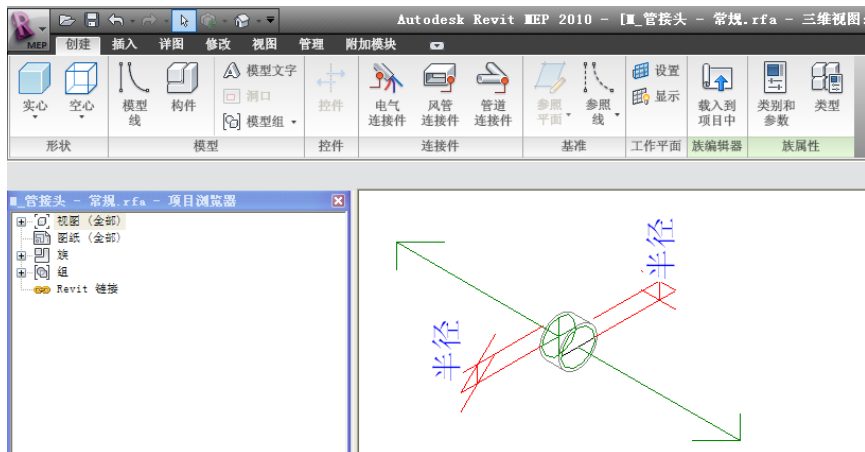 Autodesk Revit MEP 2010 - [M_管接头 - 常规.rfa - 三维视图:
MEP 创建 插入 详图 修改 视图 管理 附加模块
实心 空心 模型线 构件 模型文字 洞口 模型组 控件 电气连接件 风管连接件 管道连接件 参照平面 参照线 设置 显示 载入到项目中 类别和参数 类型
形状 模型 控件 连接件 基准 工作平面 族编辑器 族属性
M_管接头 - 常规.rfa - 项目浏览器
视图 (全部)
图纸 (全部)
族
组
Revit 链接
半径
半径